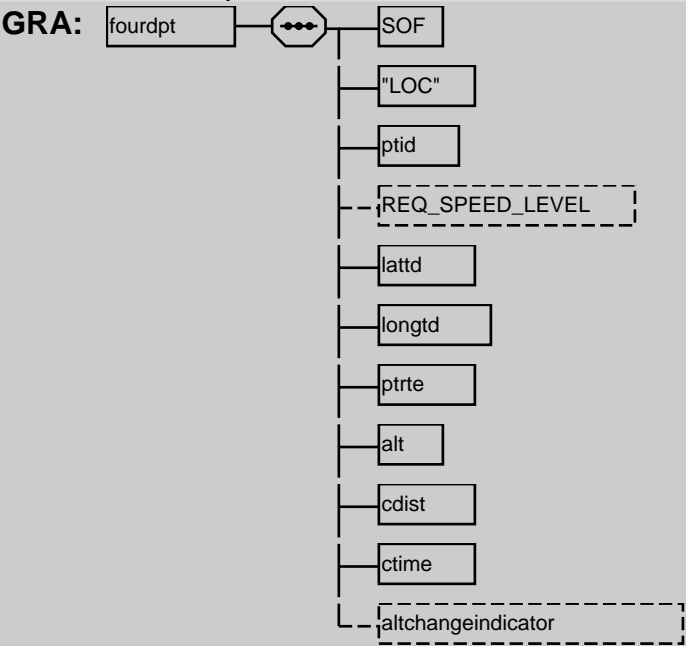 GRA: fourdpt SOF
"LOC"
ptid
REQ_SPEED_LEVEL
lattd
longtd
ptrte
alt
cdist
ctime
altchangeindicator